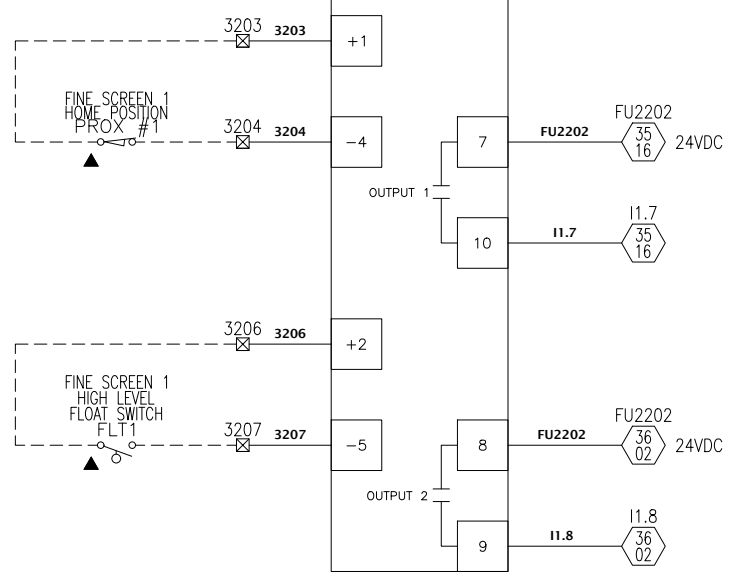 3203 3203
+1
FINE SCREEN 1
HOME POSITION
PROX #1
3204 3204
-4
7
FU2202
FU2202
35
16
24VDC
OUTPUT 1
10
I1.7
I1.7
35
16
3206 3206
+2
FINE SCREEN 1
HIGH LEVEL
FLOAT SWITCH
FLT1
3207 3207
-5
8
FU2202
FU2202
36
02
24VDC
OUTPUT 2
9
I1.8
I1.8
36
02